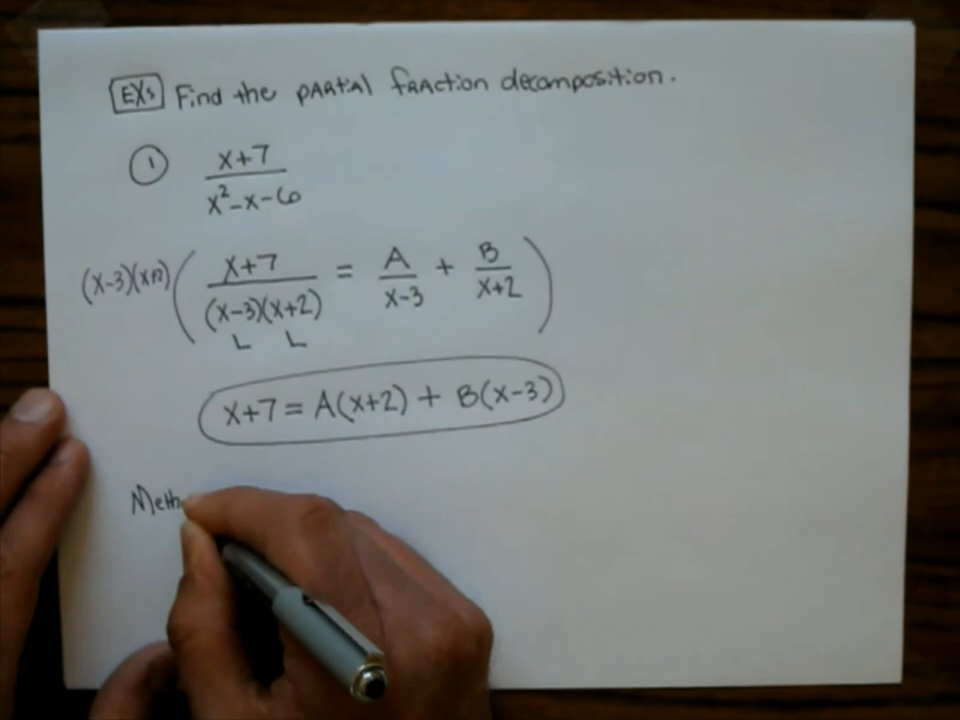 EXs Find the partial fraction decomposition.
① x+7 / x²-x-6
(x-3)(x+2) ( x+7 / (x-3)(x+2) = A / x-3 + B / x+2 )
L L
x+7 = A(x+2) + B(x-3)
Meth